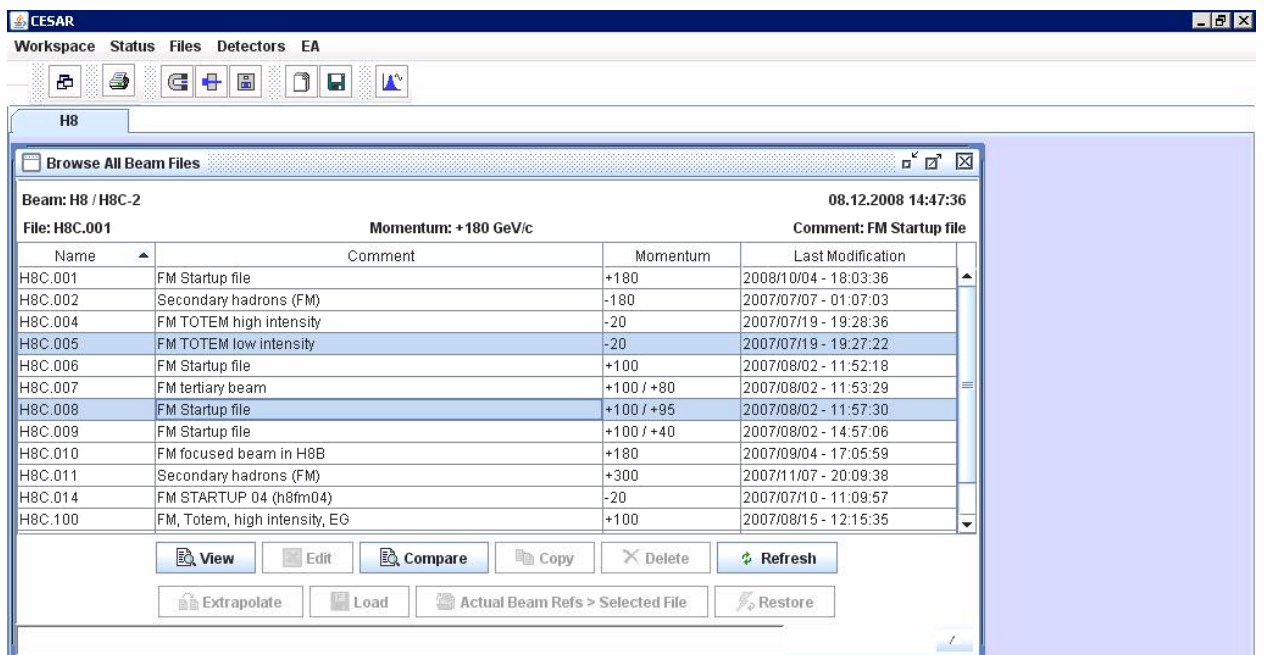 CESAR
Workspace Status Files Detectors EA
H8
Browse All Beam Files
Beam: H8 / H8C-2 08.12.2008 14:47:36
File: H8C.001 Momentum: +180 GeV/c Comment: FM Startup file
Name Comment Momentum Last Modification
H8C.001 FM Startup file +180 2008/10/04 - 18:03:36
H8C.002 Secondary hadrons (FM) -180 2007/07/07 - 01:07:03
H8C.004 FM TOTEM high intensity -20 2007/07/19 - 19:28:36
H8C.005 FM TOTEM low intensity -20 2007/07/19 - 19:27:22
H8C.006 FM Startup file +100 2007/08/02 - 11:52:18
H8C.007 FM tertiary beam +100 / +80 2007/08/02 - 11:53:29
H8C.008 FM Startup file +100 / +95 2007/08/02 - 11:57:30
H8C.009 FM Startup file +100 / +40 2007/08/02 - 14:57:06
H8C.010 FM focused beam in H8B +180 2007/09/04 - 17:05:59
H8C.011 Secondary hadrons (FM) +300 2007/11/07 - 20:09:38
H8C.014 FM STARTUP 04 (h8fm04) -20 2007/07/10 - 11:09:57
H8C.100 FM, Totem, high intensity, EG +100 2007/08/15 - 12:15:35
View Edit Compare Copy Delete Refresh
Extrapolate Load Actual Beam Refs > Selected File Restore
/